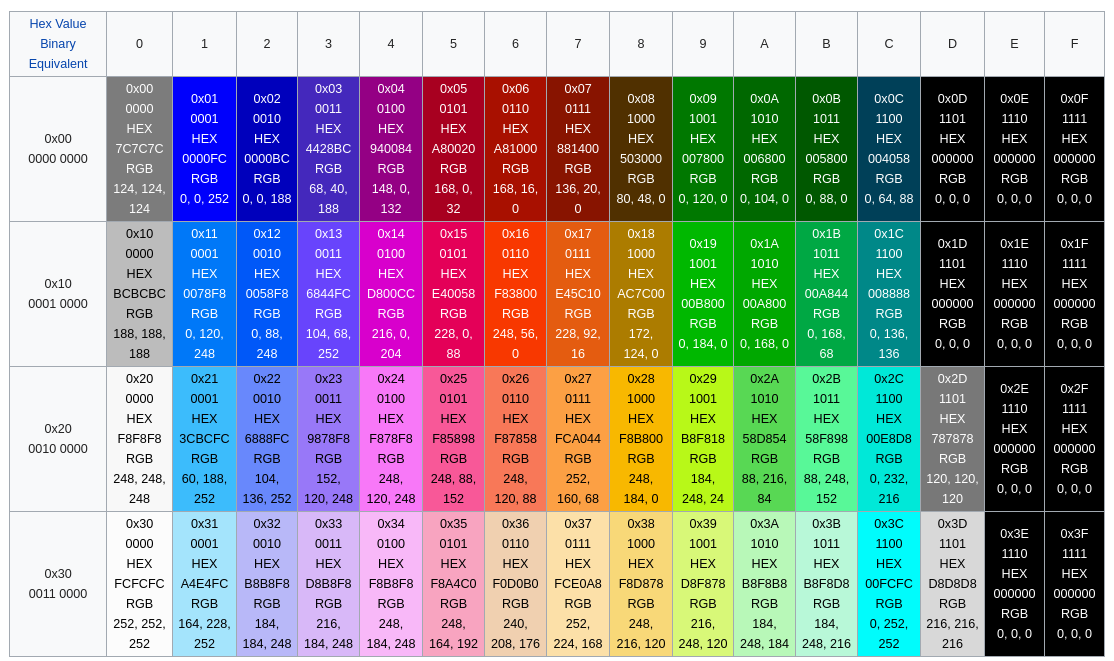 Hex Value
Binary
Equivalent
0
1
2
3
4
5
6
7
8
9
A
B
C
D
E
F
0x00
0000 0000
0x00
0000
HEX
7C7C7C
RGB
124, 124,
124
0x01
0001
HEX
0000FC
RGB
0, 0, 252
0x02
0010
HEX
0000BC
RGB
0, 0, 188
0x03
0011
HEX
4428BC
RGB
68, 40,
188
0x04
0100
HEX
940084
RGB
148, 0,
132
0x05
0101
HEX
A80020
RGB
168, 0,
32
0x06
0110
HEX
A81000
RGB
168, 16,
0
0x07
0111
HEX
881400
RGB
136, 20,
0
0x08
1000
HEX
503000
RGB
80, 48, 0
0x09
1001
HEX
007800
RGB
0, 120, 0
0x0A
1010
HEX
006800
RGB
0, 104, 0
0x0B
1011
HEX
005800
RGB
0, 88, 0
0x0C
1100
HEX
004058
RGB
0, 64, 88
0x0D
1101
HEX
000000
RGB
0, 0, 0
0x0E
1110
HEX
000000
RGB
0, 0, 0
0x0F
1111
HEX
000000
RGB
0, 0, 0
0x10
0001 0000
0x10
0000
HEX
BCBCBC
RGB
188, 188,
188
0x11
0001
HEX
0078F8
RGB
0, 120,
248
0x12
0010
HEX
0058F8
RGB
0, 88,
248
0x13
0011
HEX
6844FC
RGB
104, 68,
252
0x14
0100
HEX
D800CC
RGB
216, 0,
204
0x15
0101
HEX
E40058
RGB
228, 0,
88
0x16
0110
HEX
F83800
RGB
248, 56,
0
0x17
0111
HEX
E45C10
RGB
228, 92,
16
0x18
1000
HEX
AC7C00
RGB
172,
124, 0
0x19
1001
HEX
00B800
RGB
0, 184, 0
0x1A
1010
HEX
00A800
RGB
0, 168, 0
0x1B
1011
HEX
00A844
RGB
0, 168,
68
0x1C
1100
HEX
008888
RGB
0, 136,
136
0x1D
1101
HEX
000000
RGB
0, 0, 0
0x1E
1110
HEX
000000
RGB
0, 0, 0
0x1F
1111
HEX
000000
RGB
0, 0, 0
0x20
0010 0000
0x20
0000
HEX
F8F8F8
RGB
248, 248,
248
0x21
0001
HEX
3CBCFC
RGB
60, 188,
252
0x22
0010
HEX
6888FC
RGB
104,
136, 252
0x23
0011
HEX
9878F8
RGB
152,
120, 248
0x24
0100
HEX
F878F8
RGB
248,
120, 248
0x25
0101
HEX
F85898
RGB
248, 88,
152
0x26
0110
HEX
F87858
RGB
248,
120, 88
0x27
0111
HEX
FCA044
RGB
252,
160, 68
0x28
1000
HEX
F8B800
RGB
248,
184, 0
0x29
1001
HEX
B8F818
RGB
184,
248, 24
0x2A
1010
HEX
58D854
RGB
88, 216,
84
0x2B
1011
HEX
58F898
RGB
88, 248,
152
0x2C
1100
HEX
00E8D8
RGB
0, 232,
216
0x2D
1101
HEX
787878
RGB
120, 120,
120
0x2E
1110
HEX
000000
RGB
0, 0, 0
0x2F
1111
HEX
000000
RGB
0, 0, 0
0x30
0011 0000
0x30
0000
HEX
FCFCFC
RGB
252, 252,
252
0x31
0001
HEX
A4E4FC
RGB
164, 228,
252
0x32
0010
HEX
B8B8F8
RGB
184,
184, 248
0x33
0011
HEX
D8B8F8
RGB
216,
184, 248
0x34
0100
HEX
F8B8F8
RGB
248,
184, 248
0x35
0101
HEX
F8A4C0
RGB
248,
164, 192
0x36
0110
HEX
F0D0B0
RGB
240,
208, 176
0x37
0111
HEX
FCE0A8
RGB
252,
224, 168
0x38
1000
HEX
F8D878
RGB
248,
216, 120
0x39
1001
HEX
D8F878
RGB
216,
248, 120
0x3A
1010
HEX
B8F8B8
RGB
184,
248, 184
0x3B
1011
HEX
B8F8D8
RGB
184,
248, 216
0x3C
1100
HEX
00FCFC
RGB
0, 252,
252
0x3D
1101
HEX
D8D8D8
RGB
216, 216,
216
0x3E
1110
HEX
000000
RGB
0, 0, 0
0x3F
1111
HEX
000000
RGB
0, 0, 0